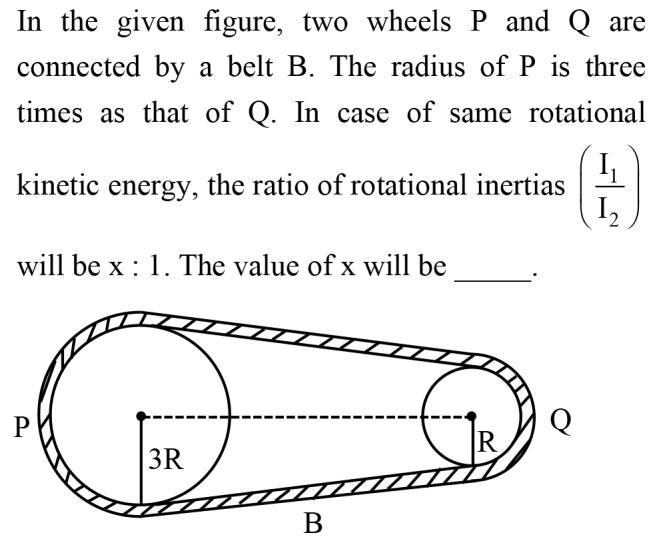 In the given figure, two wheels P and Q are
connected by a belt B. The radius of P is three
times as that of Q. In case of same rotational
kinetic energy, the ratio of rotational inertias (I₁/I₂)
will be x : 1. The value of x will be ______.
P
3R
R
Q
B